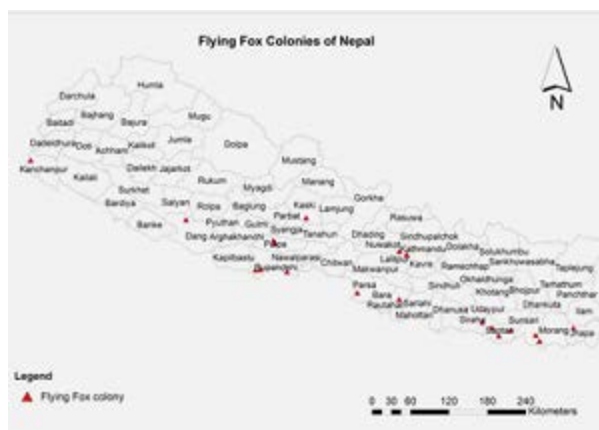 Flying Fox Colonies of Nepal
N
Humla
Darchula
Bajhang
Baitadi
Bajura
Mugu
Dadeldhura
Doti
Achham
Kalikot
Jumla
Dolpa
Mustang
Kanchanpur
Kailali
Dailekh
Jajarkot
Rukum
Manang
Myagdi
Surkhet
Bardiya
Salyan
Rolpa
Baglung
Kaski
Gorkha
Parbat
Lamjung
Rasuwa
Banke
Pyuthan
Gulmi
Syangja
Dang
Arghakhanchi
Tanahun
Dhading
Nuwakot
Sindhupalchok
Kathmandu
Dolakha
Solukhumbu
Palpa
Sankhuwasabha
Taplejung
Kapilbastu
Rupandehi
Nawalparasi
Chitwan
Lalitpur
Kavre
Makwanpur
Ramechhap
Okhaldhunga
Parsa
Bara
Sindhuli
Khotang
Bhojpur
Terhathum
Panchthar
Rautahat
Sarlahi
Mahottari
Dhanusa
Udaypur
Dhankuta
Ilam
Siraha
Saptari
Sunsari
Morang
Jhapa
Legend
Flying Fox colony
0 30 60 120 180 240
Kilometers